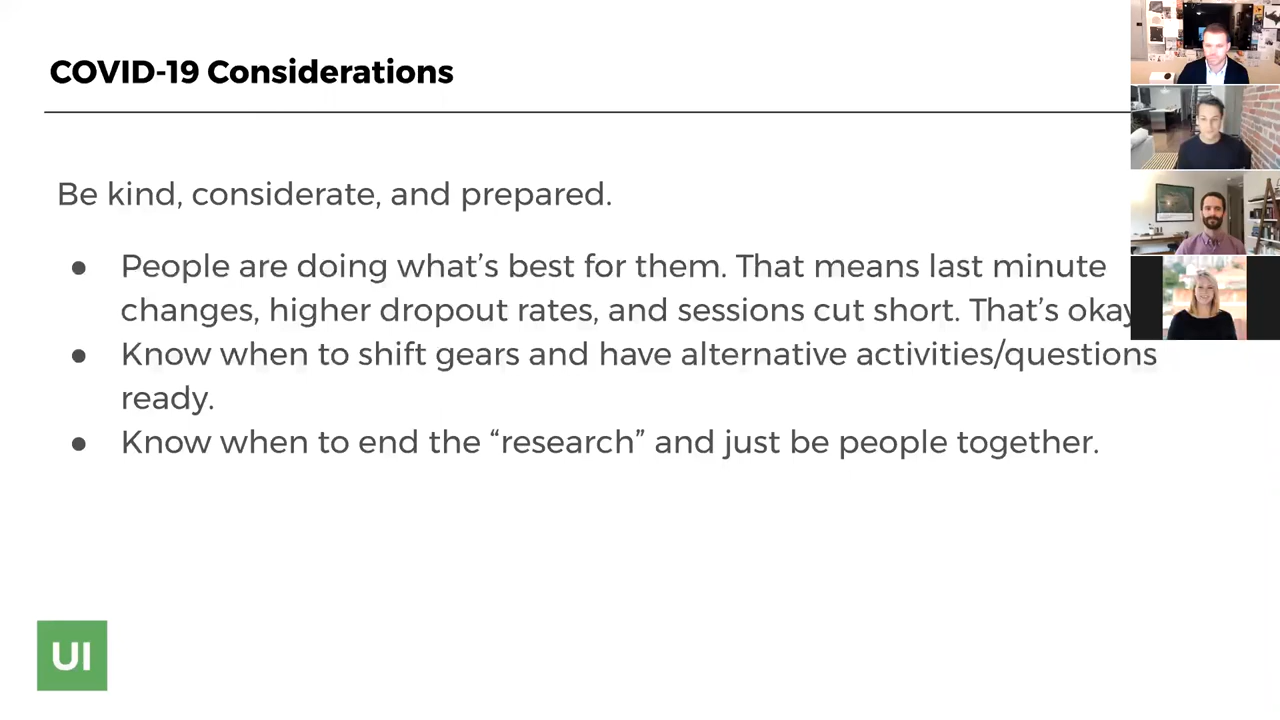 COVID-19 Considerations
Be kind, considerate, and prepared.
● People are doing what's best for them. That means last minute
changes, higher dropout rates, and sessions cut short. That's okay
● Know when to shift gears and have alternative activities/questions
ready.
● Know when to end the “research” and just be people together.
UI